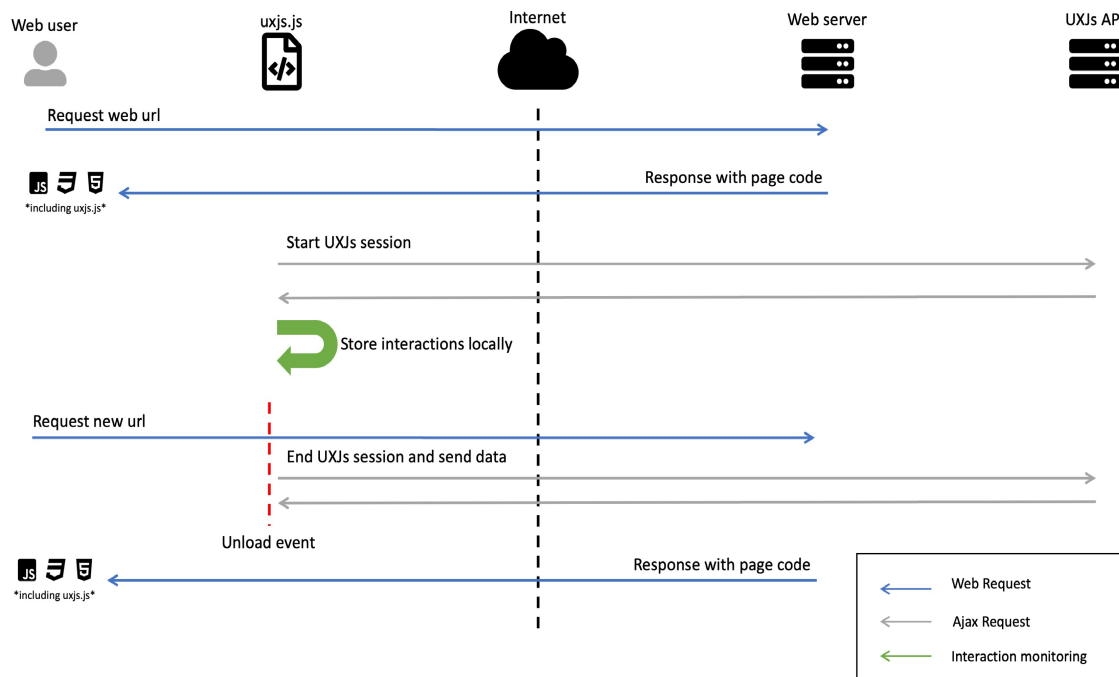 Web user
uxjs.js
Internet
Web server
UXJs AP
Request web url
Response with page code
JS
5
*including uxjs.js*
Start UXJs session
Store interactions locally
Request new url
End UXJs session and send data
Unload event
Response with page code
JS
5
*including uxjs.js*
Web Request
Ajax Request
Interaction monitoring